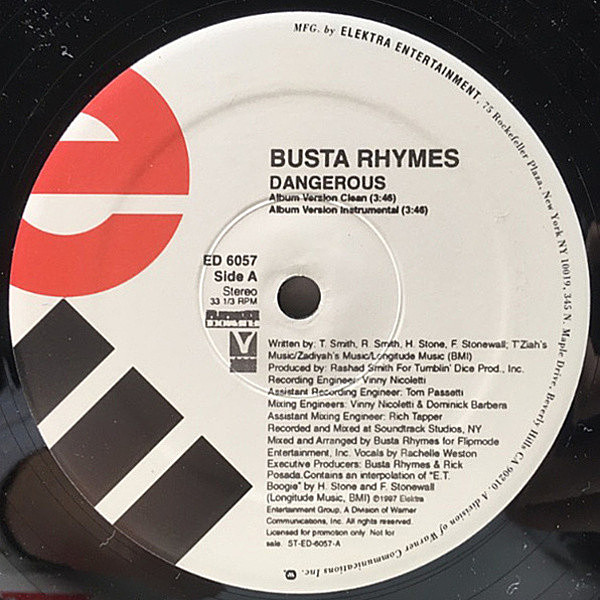 MFG. by ELEKTRA ENTERTAINMENT, 75 Rockefeller Plaza, New York NY 10019, 345 N. Maple Drive, Beverly Hills CA 90210. A division of Warner Communications Inc.
e
BUSTA RHYMES
DANGEROUS
Album Version Clean (3:46)
Album Version Instrumental (3:46)
ED 6057
Side A
Stereo
33 1/3 RPM
Written by: T. Smith, R. Smith, H. Stone, F. Stonewall; T'Ziah's
Music/Zadiyah's Music/Longitude Music (BMI)
Produced by: Rashad Smith For Tumblin' Dice Prod., Inc.
Recording Engineer: Vinny Nicoletti
Assistant Recording Engineer: Tom Passetti
Mixing Engineers: Vinny Nicoletti & Dominick Barbera
Assistant Mixing Engineer: Rich Tapper
Recorded and Mixed at Soundtrack Studios, NY
Mixed and Arranged by Busta Rhymes for Flipmode
Entertainment, Inc. Vocals by Rachelle Weston
Executive Producers: Busta Rhymes & Rick
Posada.Contains an interpolation of "E.T.
Boogie" by H. Stone and F. Stonewall
(Longitude Music, BMI) ©1997 Elektra
Entertainment Group, A Division of Warner
Communications, Inc. All rights reserved.
Licensed for promotion only Not for
sale. ST-ED-6057-A